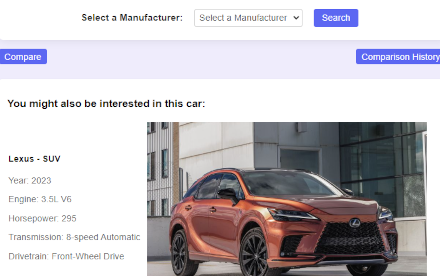 Select a Manufacturer: Select a Manufacturer Search
Compare Comparison History
You might also be interested in this car:
Lexus - SUV
Year: 2023
Engine: 3.5L V6
Horsepower: 295
Transmission: 8-speed Automatic
Drivetrain: Front-Wheel Drive